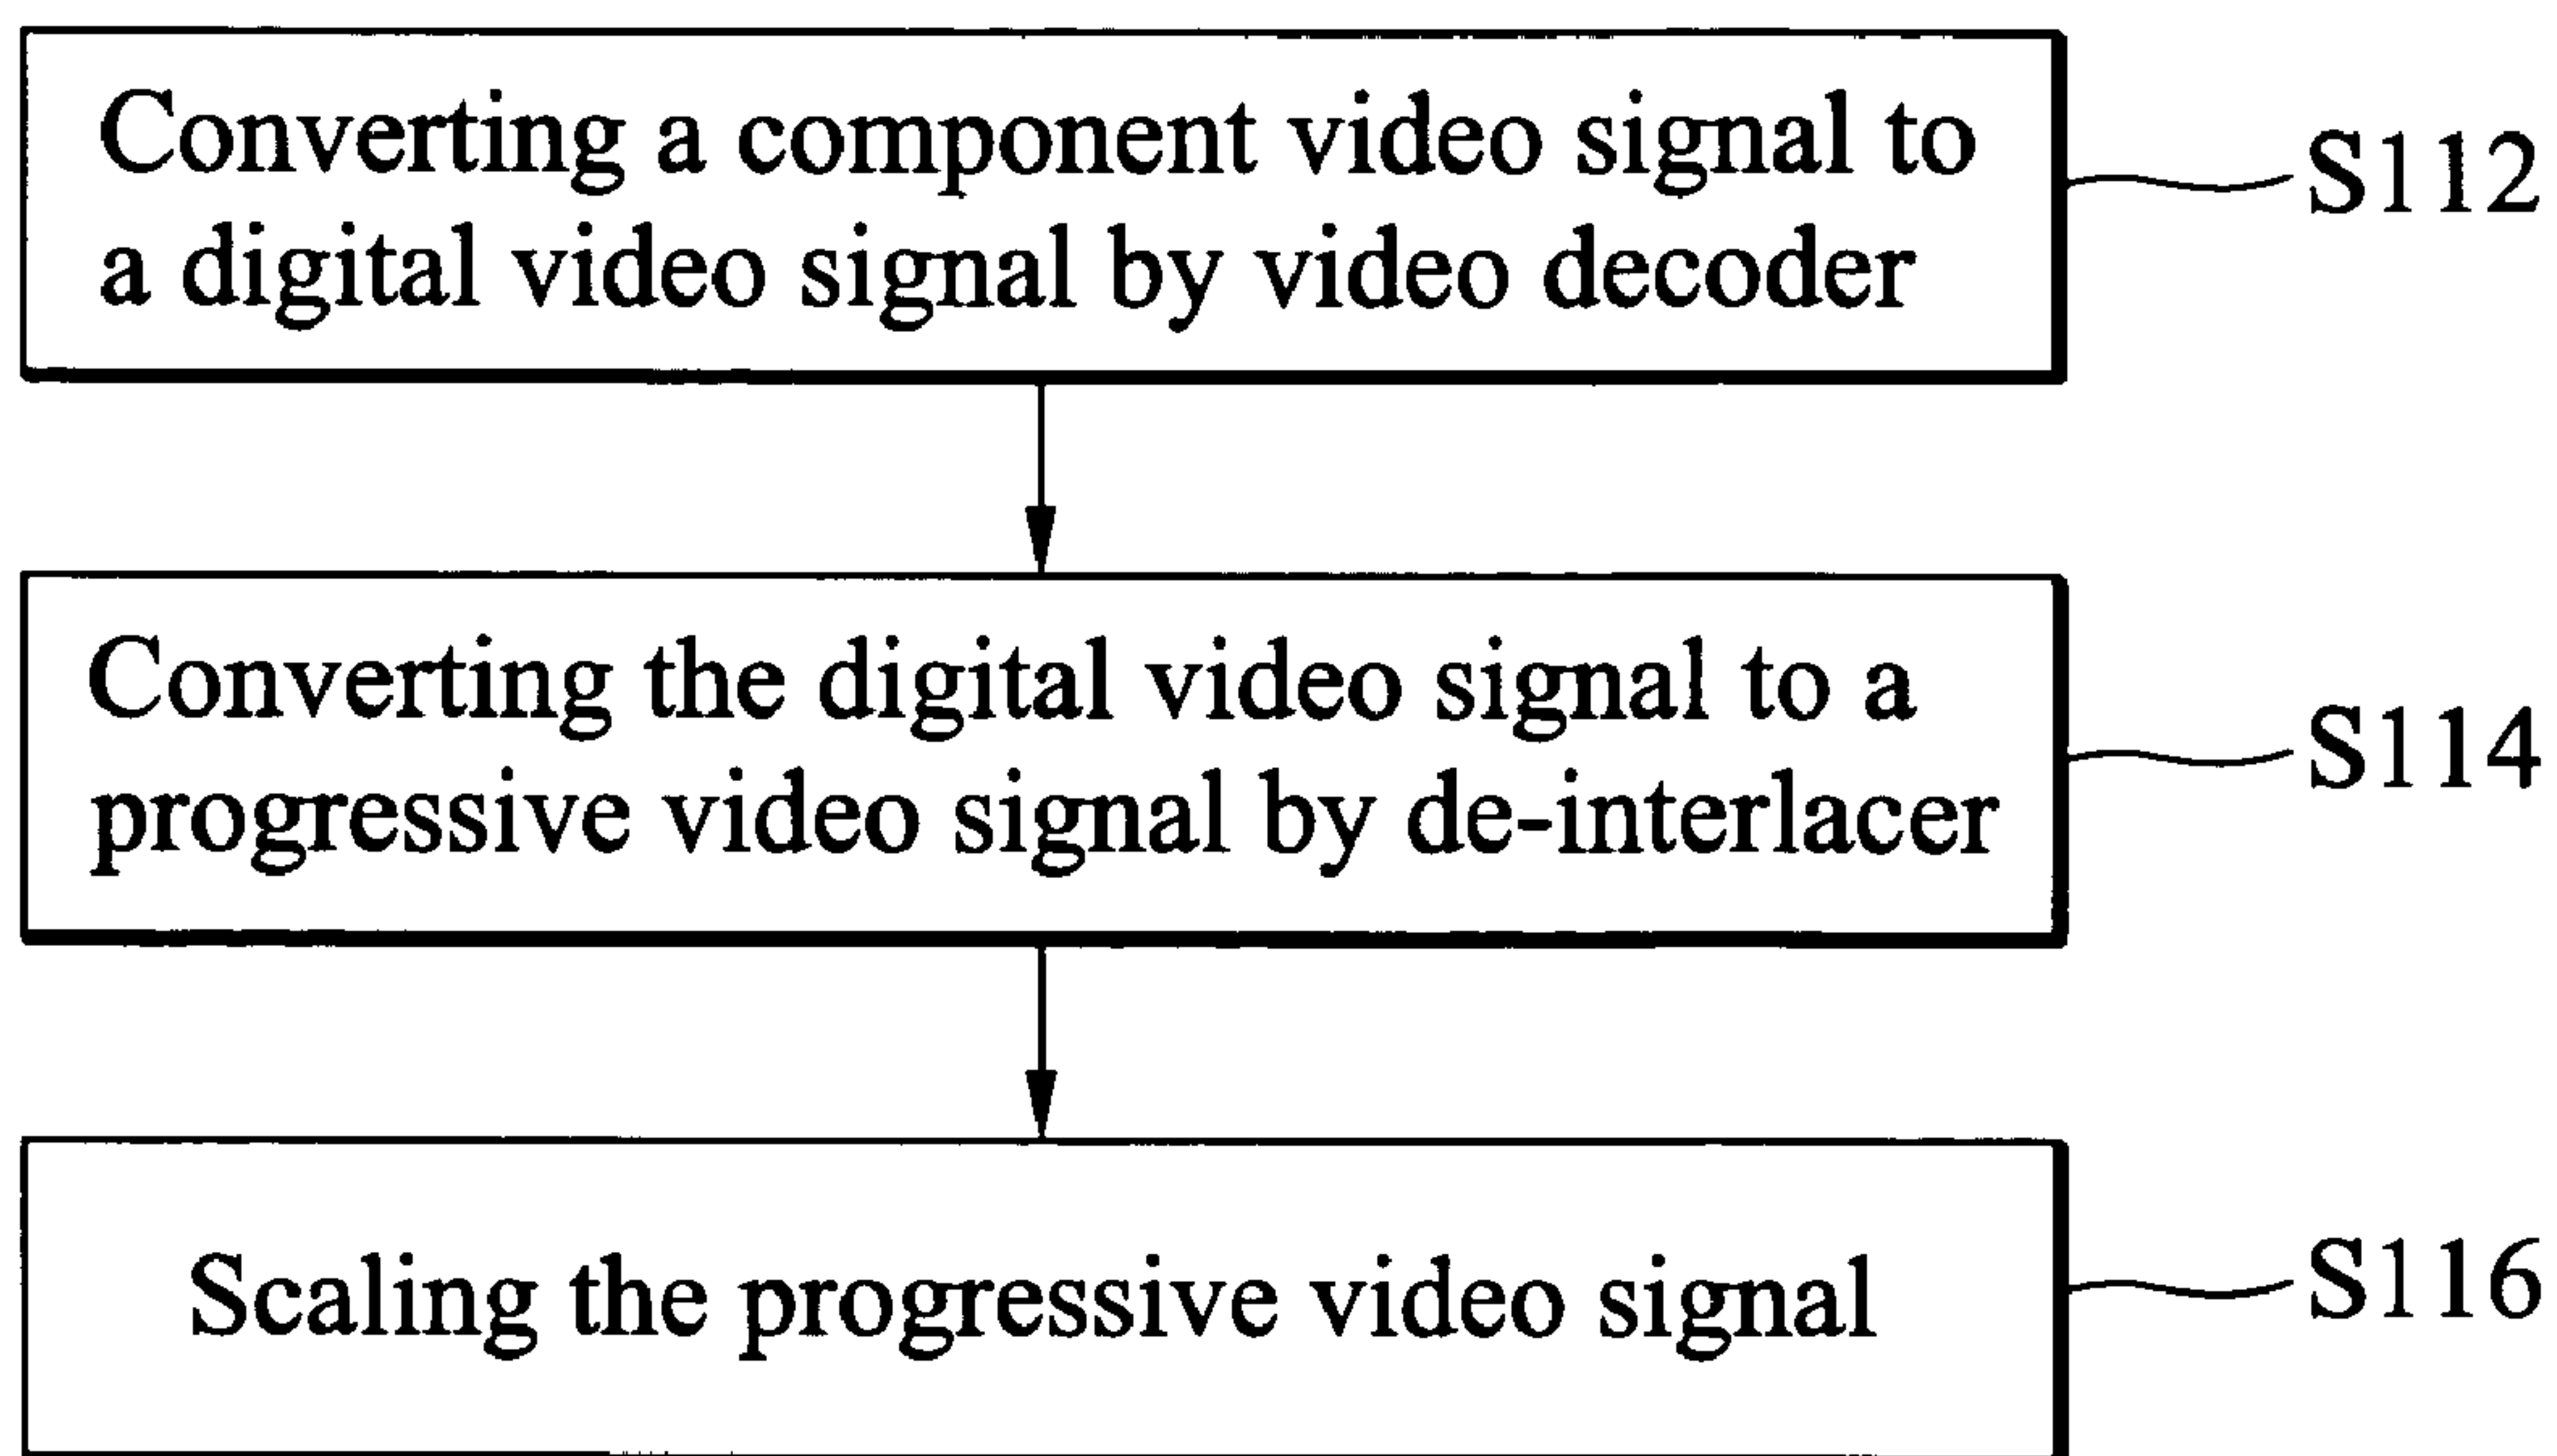 Converting a component video signal to
a digital video signal by video decoder
S112
Converting the digital video signal to a
progressive video signal by de-interlacer
S114
Scaling the progressive video signal
S116